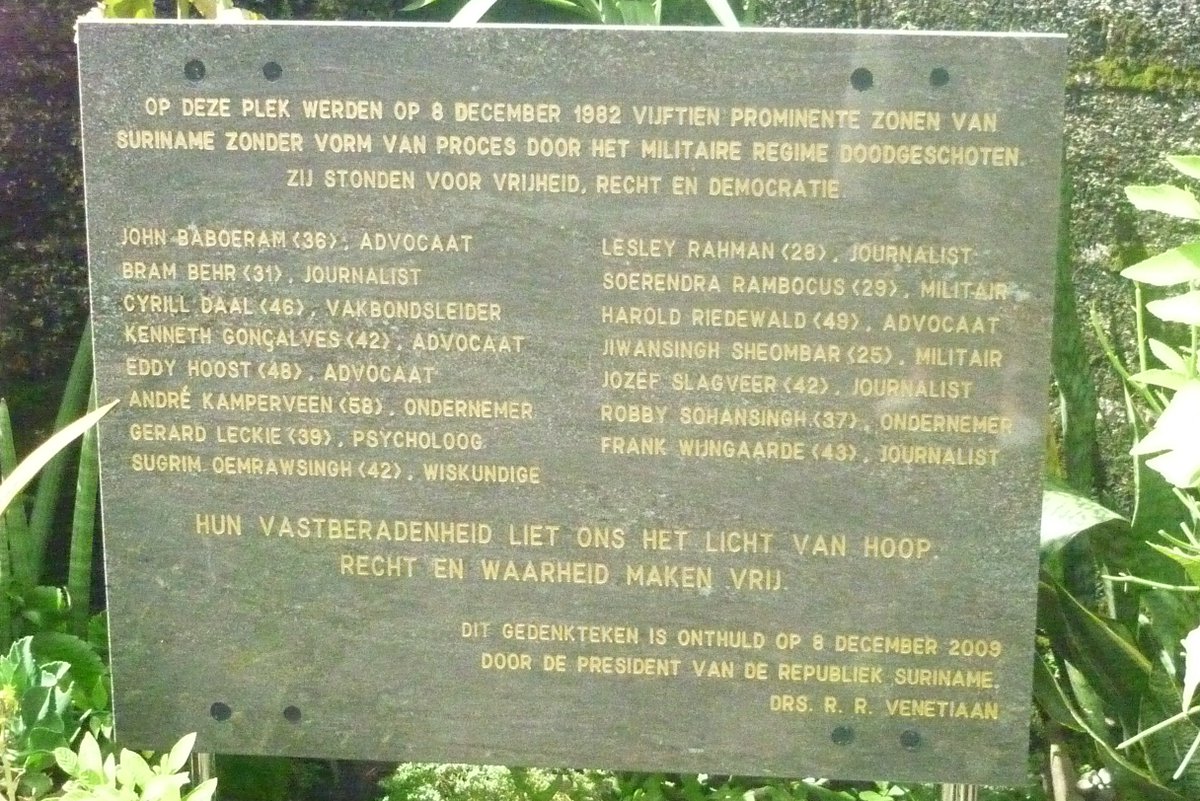 OP DEZE PLEK WERDEN OP 8 DECEMBER 1982 VIJFTIEN PROMINENTE ZONEN VAN
SURINAME ZONDER VORM VAN PROCES DOOR HET MILITAIRE REGIME DOODGESCHOTEN.
ZIJ STONDEN VOOR VRIJHEID, RECHT EN DEMOCRATIE.
JOHN BABOERAM (36), ADVOCAAT
BRAM BEHR (31), JOURNALIST
CYRILL DAAL (46), VAKBONDSLEIDER
KENNETH GONÇALVES (42), ADVOCAAT
EDDY HOOST (48), ADVOCAAT
ANDRÉ KAMPERVEEN (58), ONDERNEMER
GERARD LECKIE (39), PSYCHOLOOG
SUGRIM OEMRAWSINGH (42), WISKUNDIGE
LESLEY RAHMAN (28), JOURNALIST
SOERENDRA RAMBOCUS (29), MILITAIR
HAROLD RIEDEWALD (49), ADVOCAAT
JIWANSINGH SHEOMBAR (25), MILITAIR
JOZEF SLAGVEER (42), JOURNALIST
ROBBY SOHANSINGH (37), ONDERNEMER
FRANK WIJNGAARDE (43), JOURNALIST
HUN VASTBERADENHEID LIET ONS HET LICHT VAN HOOP.
RECHT EN WAARHEID MAKEN VRIJ.
DIT GEDENKTEKEN IS ONTHULD OP 8 DECEMBER 2009
DOOR DE PRESIDENT VAN DE REPUBLIEK SURINAME,
DRS. R. R. VENETIAAN